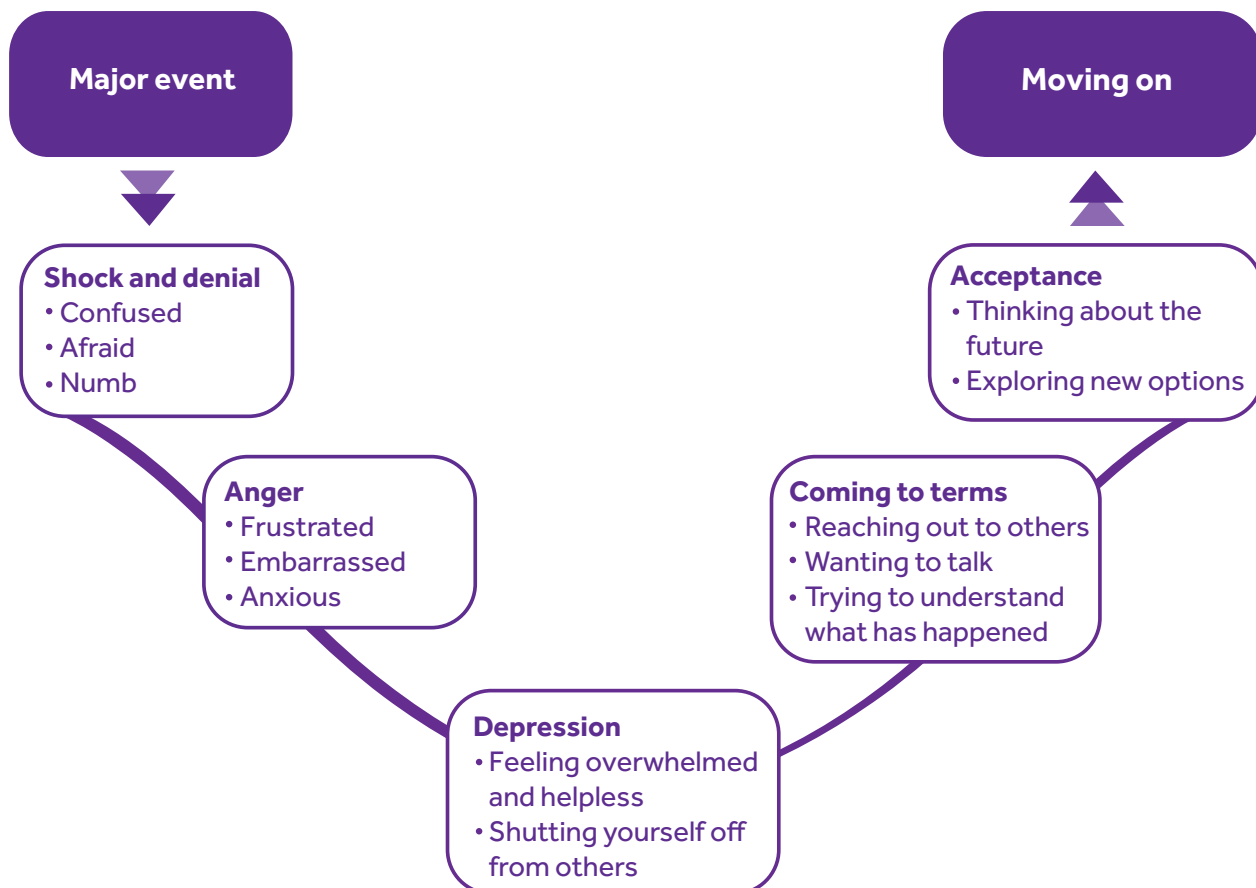 Major event
Moving on
Shock and denial
• Confused
• Afraid
• Numb
Anger
• Frustrated
• Embarrassed
• Anxious
Depression
• Feeling overwhelmed
and helpless
• Shutting yourself off
from others
Coming to terms
• Reaching out to others
• Wanting to talk
• Trying to understand
what has happened
Acceptance
• Thinking about the
future
• Exploring new options